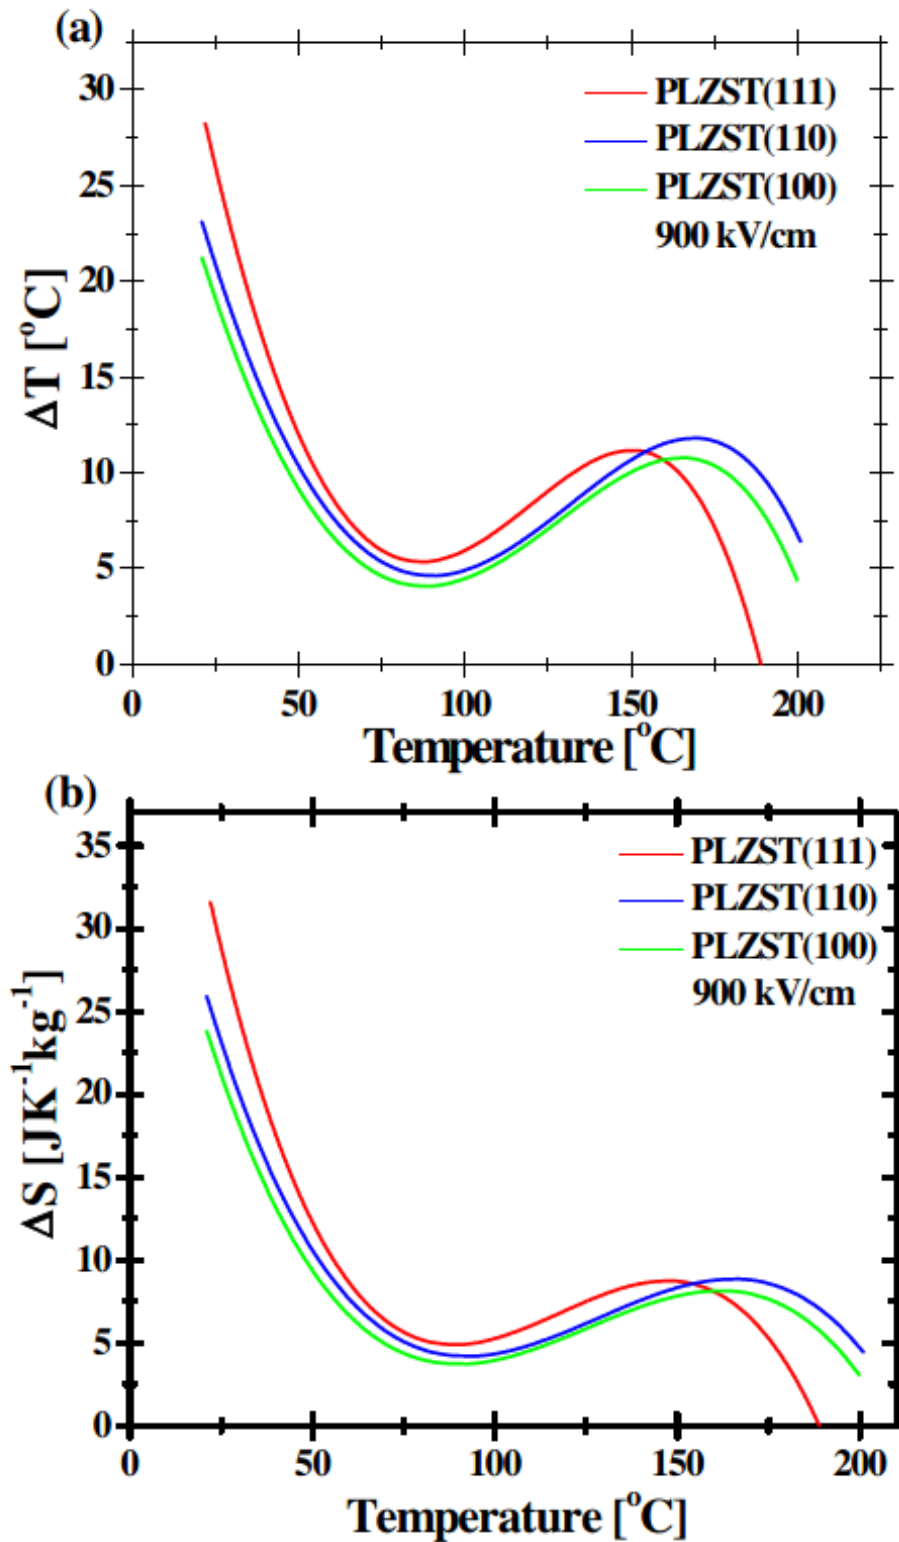 (a)
30
25
20
15
10
5
0
ΔT [°C]
PLZST(111)
PLZST(110)
PLZST(100)
900 kV/cm
0 50 100 150 200
Temperature [°C]
(b)
35
30
25
20
15
10
5
0
ΔS [JK⁻¹kg⁻¹]
PLZST(111)
PLZST(110)
PLZST(100)
900 kV/cm
0 50 100 150 200
Temperature [°C]